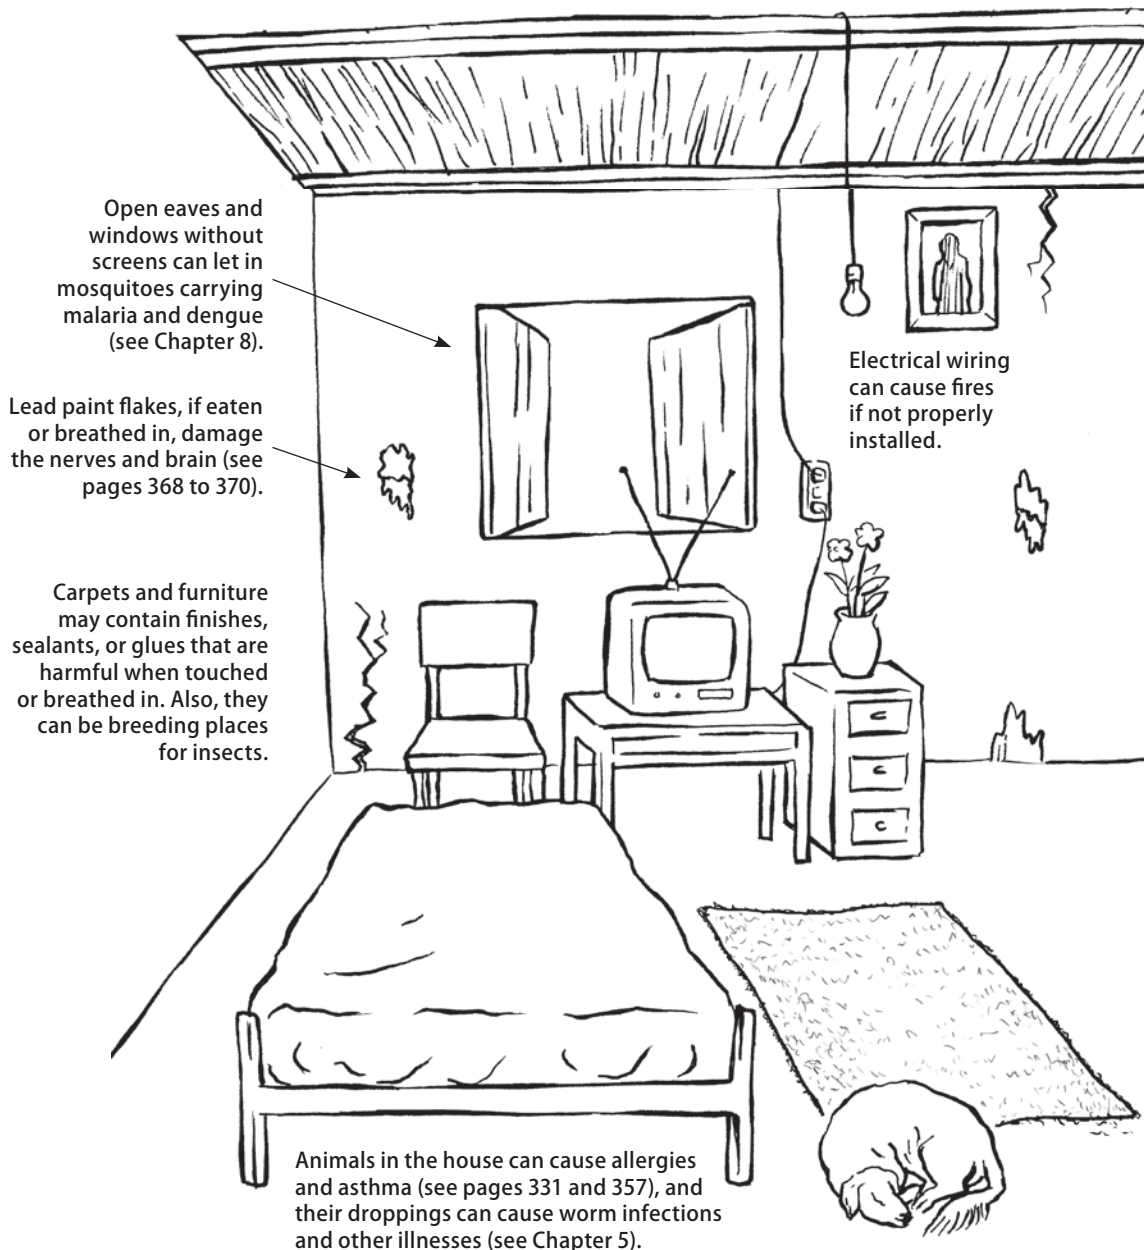 Open eaves and
windows without
screens can let in
mosquitoes carrying
malaria and dengue
(see Chapter 8).
Electrical wiring
can cause fires
if not properly
installed.
Lead paint flakes, if eaten
or breathed in, damage
the nerves and brain (see
pages 368 to 370).
Carpets and furniture
may contain finishes,
sealants, or glues that are
harmful when touched
or breathed in. Also, they
can be breeding places
for insects.
Animals in the house can cause allergies
and asthma (see pages 331 and 357), and
their droppings can cause worm infections
and other illnesses (see Chapter 5).